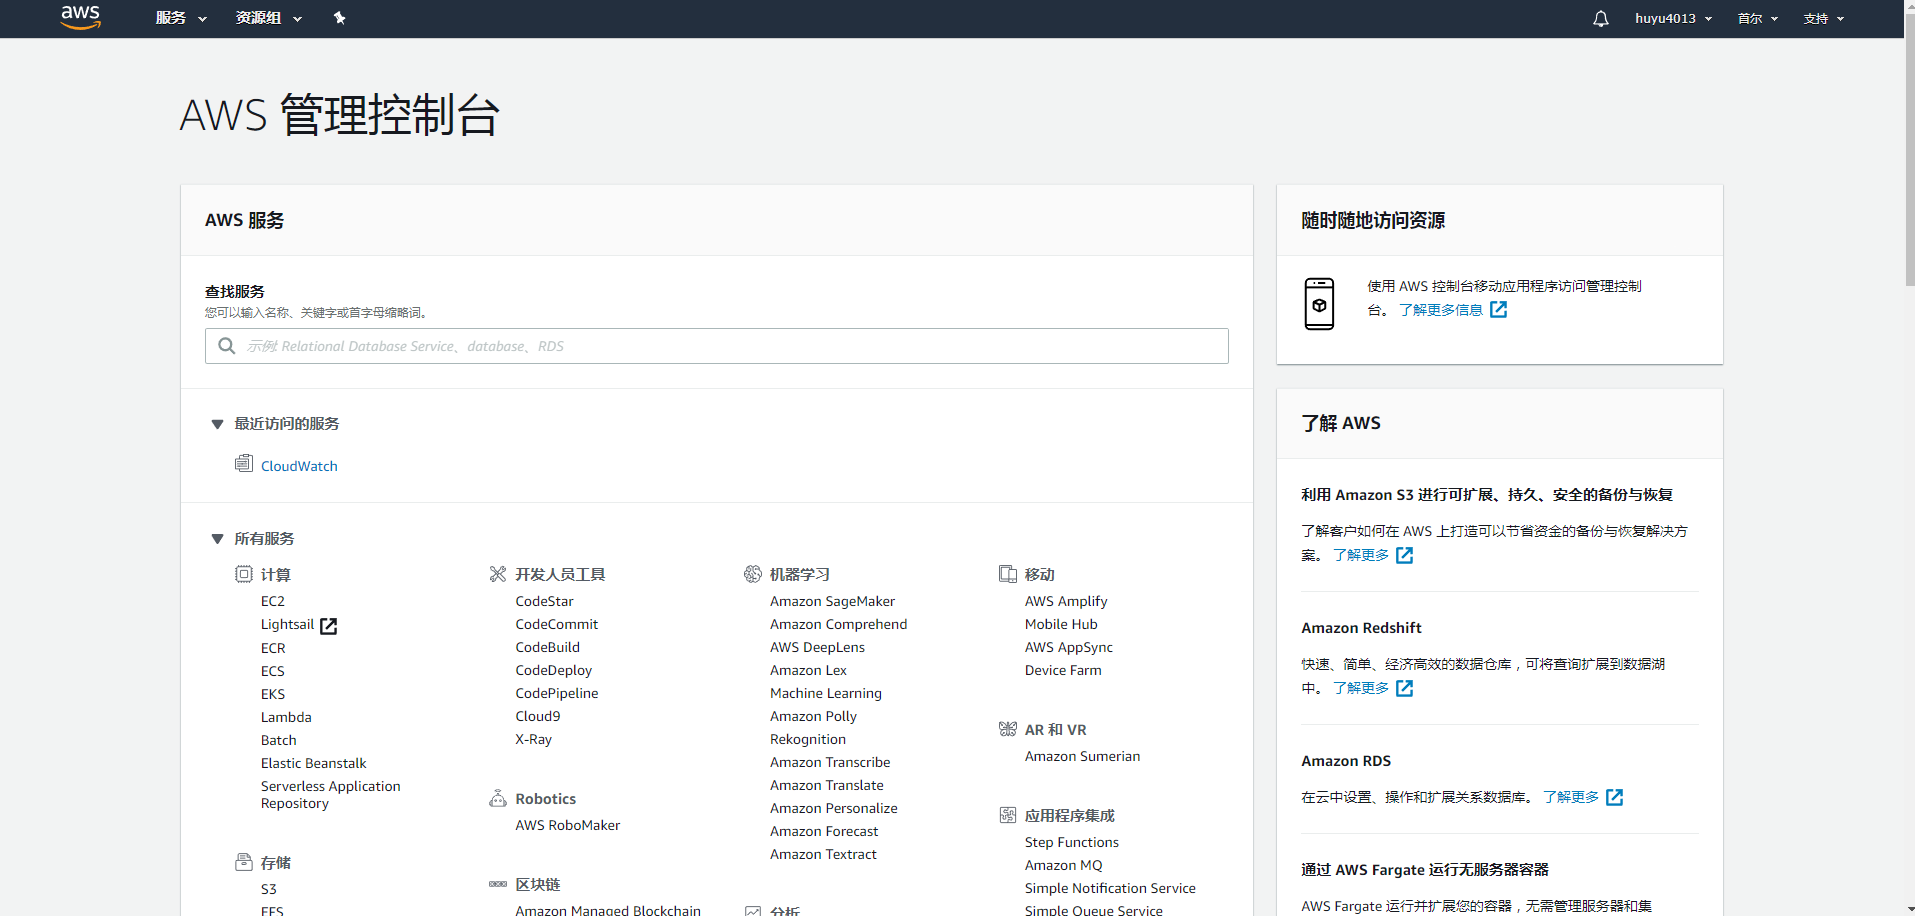 aws
服务
资源组
huyu4013
首尔
支持
AWS 管理控制台
AWS 服务
查找服务
您可以输入名称、关键字或首字母缩略词。
示例: Relational Database Service、database、RDS
最近访问的服务
CloudWatch
所有服务
计算
EC2
Lightsail
ECR
ECS
EKS
Lambda
Batch
Elastic Beanstalk
Serverless Application
Repository
存储
S3
EFS
开发人员工具
CodeStar
CodeCommit
CodeBuild
CodeDeploy
CodePipeline
Cloud9
X-Ray
Robotics
AWS RoboMaker
区块链
Amazon Managed Blockchain
机器学习
Amazon SageMaker
Amazon Comprehend
AWS DeepLens
Amazon Lex
Machine Learning
Amazon Polly
Rekognition
Amazon Transcribe
Amazon Translate
Amazon Personalize
Amazon Forecast
Amazon Textract
分析
移动
AWS Amplify
Mobile Hub
AWS AppSync
Device Farm
AR 和 VR
Amazon Sumerian
应用程序集成
Step Functions
Amazon MQ
Simple Notification Service
Simple Queue Service
随时随地访问资源
使用 AWS 控制台移动应用程序访问管理控制
台。 了解更多信息
了解 AWS
利用 Amazon S3 进行可扩展、持久、安全的备份与恢复
了解客户如何在 AWS 上打造可以节省资金的备份与恢复解决方
案。 了解更多
Amazon Redshift
快速、简单、经济高效的数据仓库，可将查询扩展到数据湖
中。 了解更多
Amazon RDS
在云中设置、操作和扩展关系数据库。 了解更多
通过 AWS Fargate 运行无服务器容器
AWS Fargate 运行并扩展您的容器，无需管理服务器和集